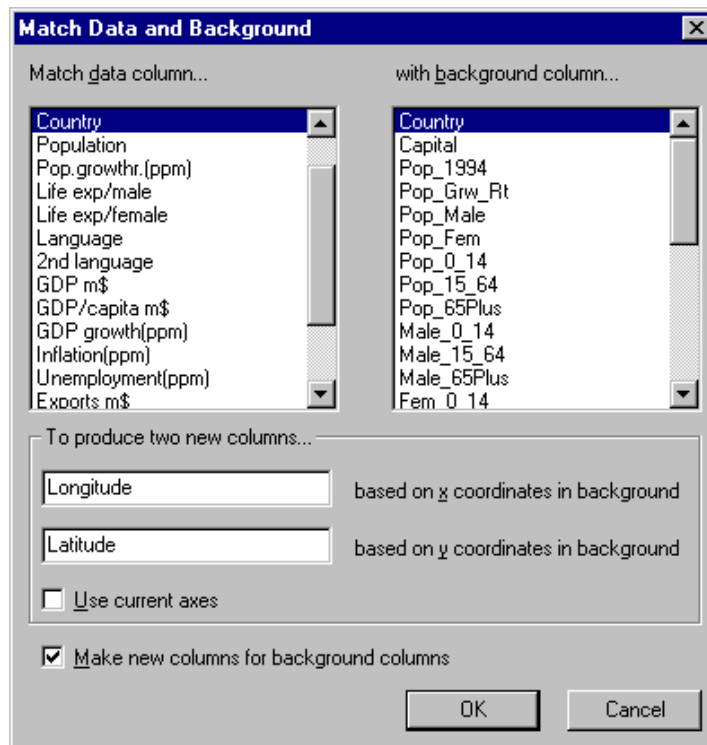 Match Data and Background
Match data column...
with background column...
Country
Population
Pop.growthr.(ppm)
Life exp/male
Life exp/female
Language
2nd language
GDP m$
GDP/capita m$
GDP growth(ppm)
Inflation(ppm)
Unemployment(ppm)
Exports m$
Country
Capital
Pop_1994
Pop_Grw_Rt
Pop_Male
Pop_Fem
Pop_0_14
Pop_15_64
Pop_65Plus
Male_0_14
Male_15_64
Male_65Plus
Fem_0_14
To produce two new columns...
Longitude
based on x coordinates in background
Latitude
based on y coordinates in background
Use current axes
Make new columns for background columns
OK
Cancel